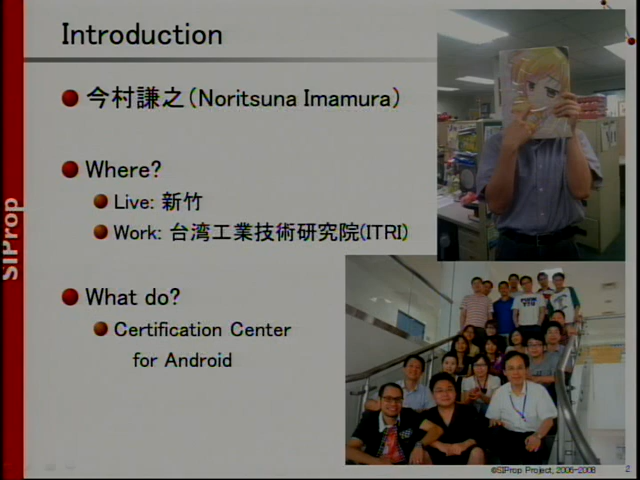 Introduction
今村謙之(Noritsuna Imamura)
Where?
Live: 新竹
Work: 台湾工業技術研究院(ITRI)
What do?
Certification Center
for Android
SIProp
©SIProp Project, 2006-2008
2